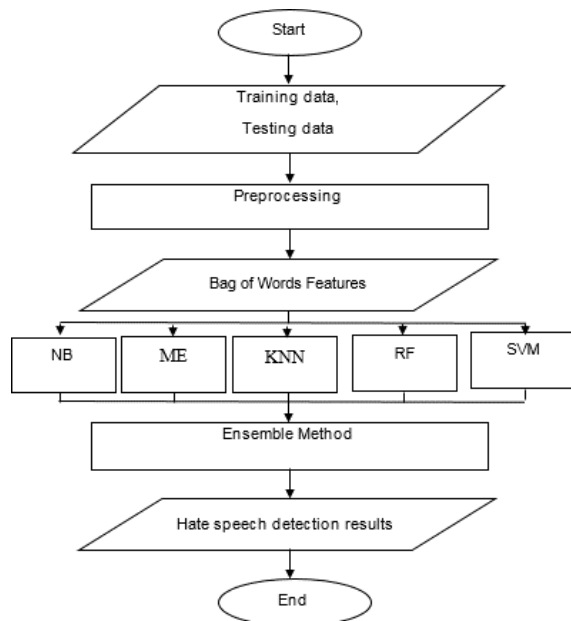 Start
Training data,
Testing data
Preprocessing
Bag of Words Features
NB
ME
KNN
RF
SVM
Ensemble Method
Hate speech detection results
End